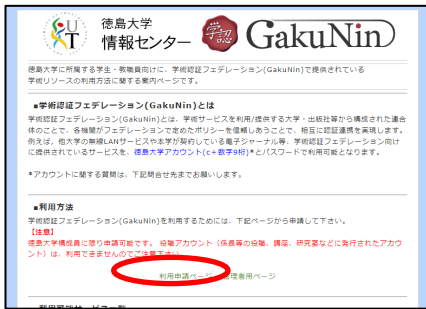 徳島大学
情報センター
学認 GakuNin
徳島大学に所属する学生・教職員向けに、学術認証フェデレーション(GakuNin)で提供されている
学術リソースの利用方法に関する案内ページです。
■学術認証フェデレーション(GakuNin)とは
学術認証フェデレーション(GakuNin)とは、学術サービスを利用/提供する大学・出版社等から構成された連合
体のことで、各機関がフェデレーションで定めたポリシーを信頼しあうことで、相互に認証連携を実現します。
例えば，他大学の無線LANサービスや本学が契約している電子ジャーナル等、学術認証フェデレーション向け
に提供されているサービスを、徳島大学アカウント(c+数字9桁)*とパスワードで利用可能となります。
*アカウントに関する質問は、下記問合せ先までお願いします。
■利用方法
学術認証フェデレーション(GakuNin)を利用するためには、下記ページから申請して下さい。
【注意】
徳島大学構成員に限り申請可能です。 役職アカウント（係長等の役職、講座、研究室などに発行されたアカウ
ント）は、利用できませんのでご注意下さい。
利用申請ページ 管理者用ページ